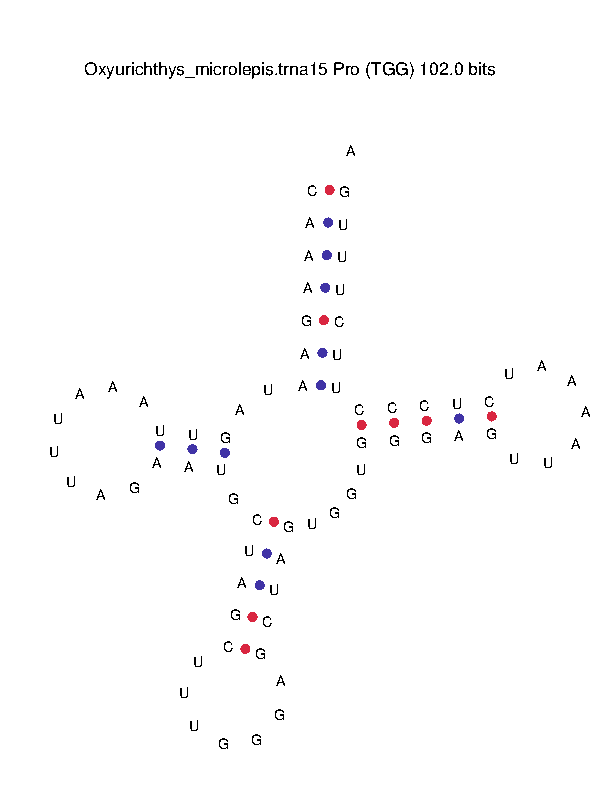 Oxyurichthys_microlepis.trna15 Pro (TGG) 102.0 bits
A
C G
A U
A U
A U
G C
A U
A U
U
A
A A A U U G
U
U
U A G A A U
G
C C C U C
G G G A G
U A A A A U U
U
G
G
U
C G
U A
A U
G C
C G
U A
U G
U G
G